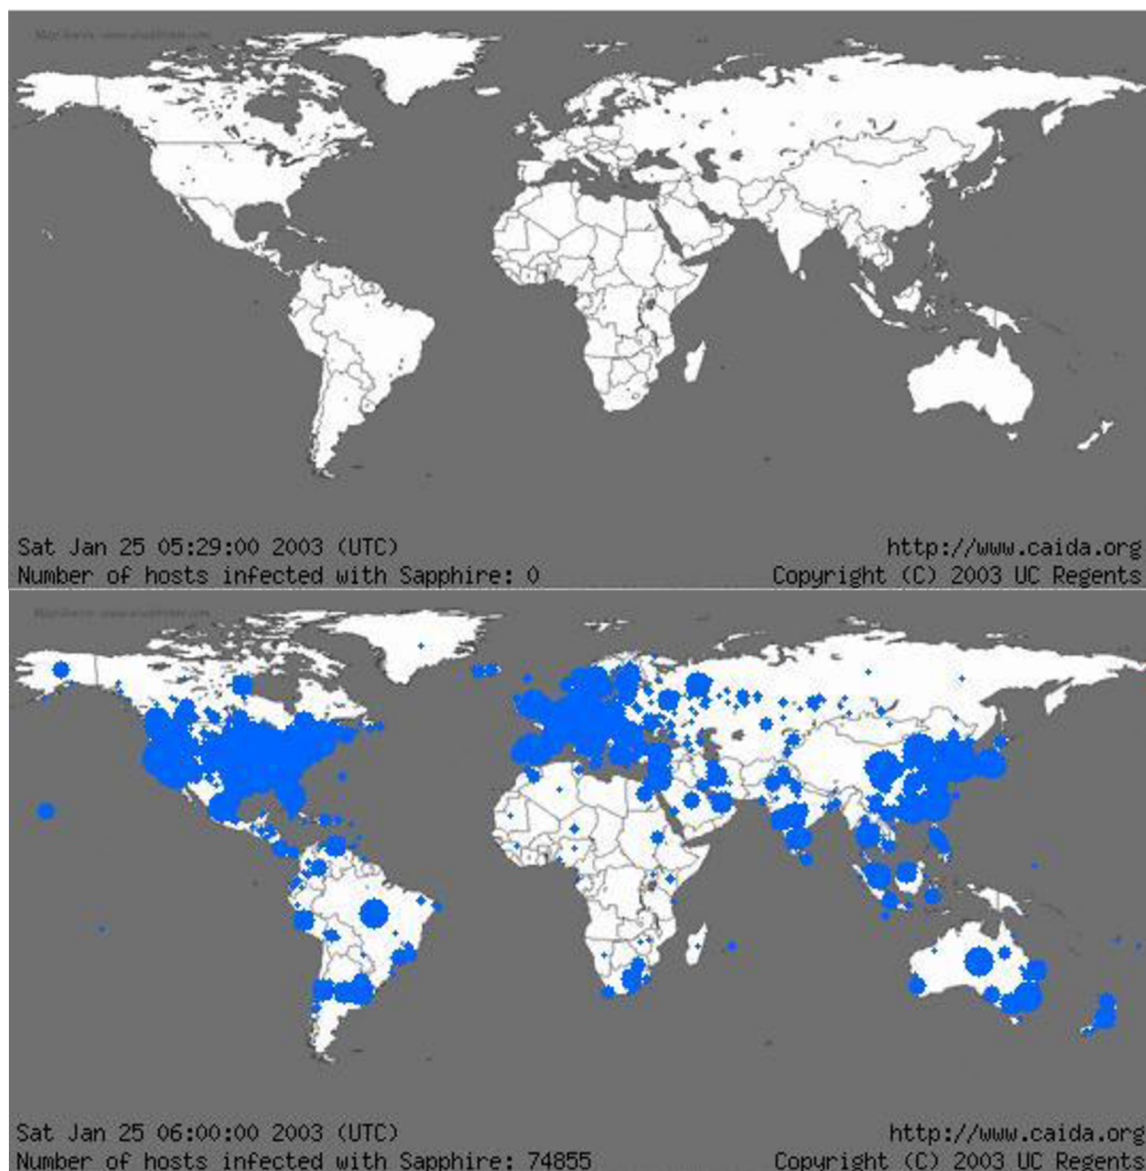 Sat Jan 25 05:29:00 2003 (UTC)
http://www.caida.org
Number of hosts infected with Sapphire: 0
Copyright (C) 2003 UC Regents
Sat Jan 25 06:00:00 2003 (UTC)
http://www.caida.org
Number of hosts infected with Sapphire: 74855
Copyright (C) 2003 UC Regents